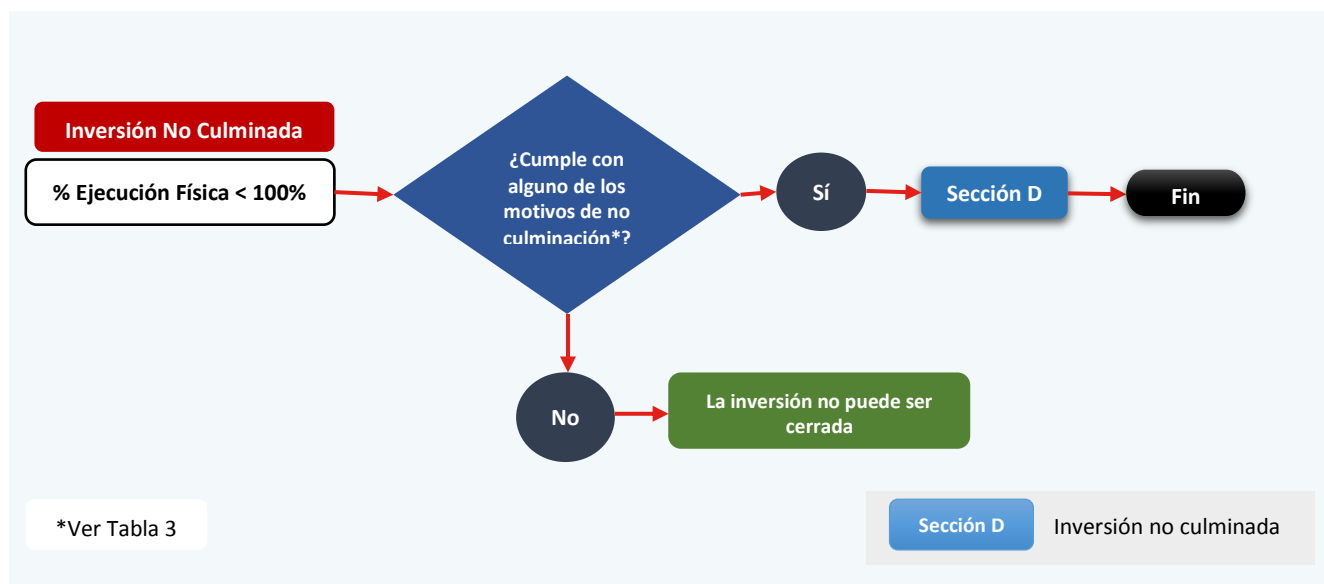 Inversión No Culminada
% Ejecución Física < 100%
¿Cumple con
alguno de los
motivos de no
culminación*?
Sí
Sección D
Fin
No
La inversión no puede ser
cerrada
*Ver Tabla 3
Sección D
Inversión no culminada